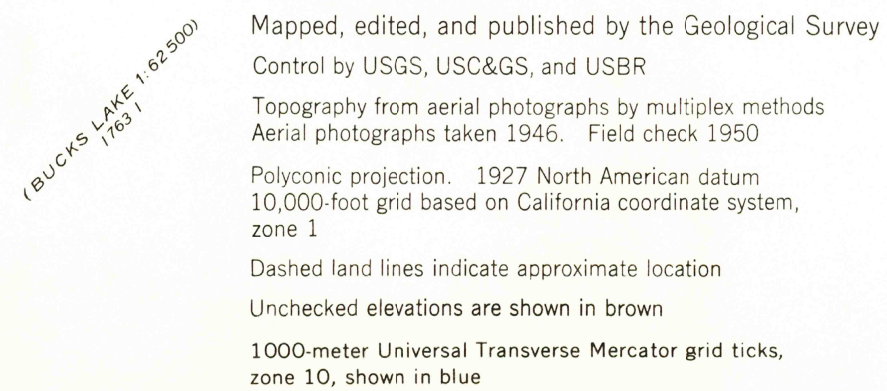 (BUCKS LAKE 1:62 500)
1763 I
Mapped, edited, and published by the Geological Survey
Control by USGS, USC&GS, and USBR
Topography from aerial photographs by multiplex methods
Aerial photographs taken 1946. Field check 1950
Polyconic projection. 1927 North American datum
10,000-foot grid based on California coordinate system,
zone 1
Dashed land lines indicate approximate location
Unchecked elevations are shown in brown
1000-meter Universal Transverse Mercator grid ticks,
zone 10, shown in blue